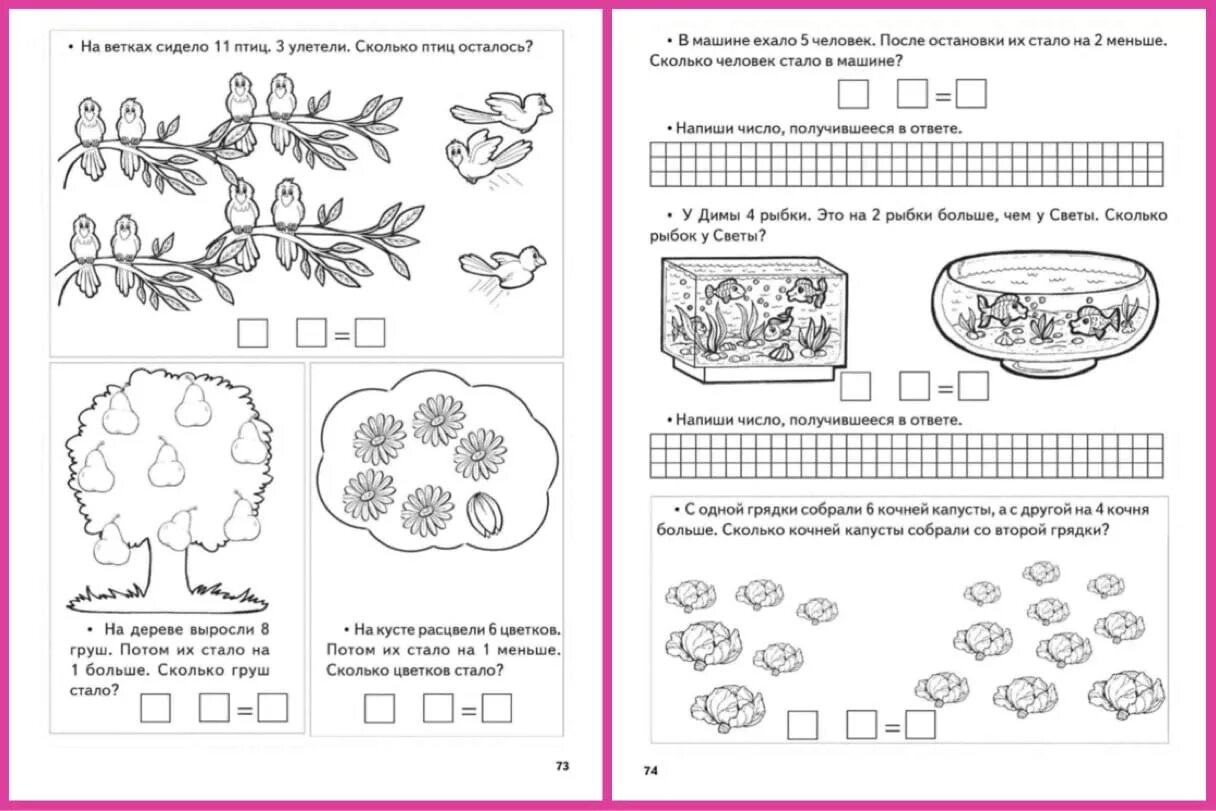 • На ветках сидело 11 птиц. 3 улетели. Сколько птиц осталось?
=
• На дереве выросли 8
груш. Потом их стало на
1 больше. Сколько груш
стало?
=
• На кусте расцвели 6 цветков.
Потом их стало на 1 меньше.
Сколько цветков стало?
=
73
• В машине ехало 5 человек. После остановки их стало на 2 меньше.
Сколько человек стало в машине?
=
• Напиши число, получившееся в ответе.
• У Димы 4 рыбки. Это на 2 рыбки больше, чем у Светы. Сколько
рыбок у Светы?
=
• Напиши число, получившееся в ответе.
• С одной грядки собрали 6 кочней капусты, а с другой на 4 кочня
больше. Сколько кочней капусты собрали со второй грядки?
=
74